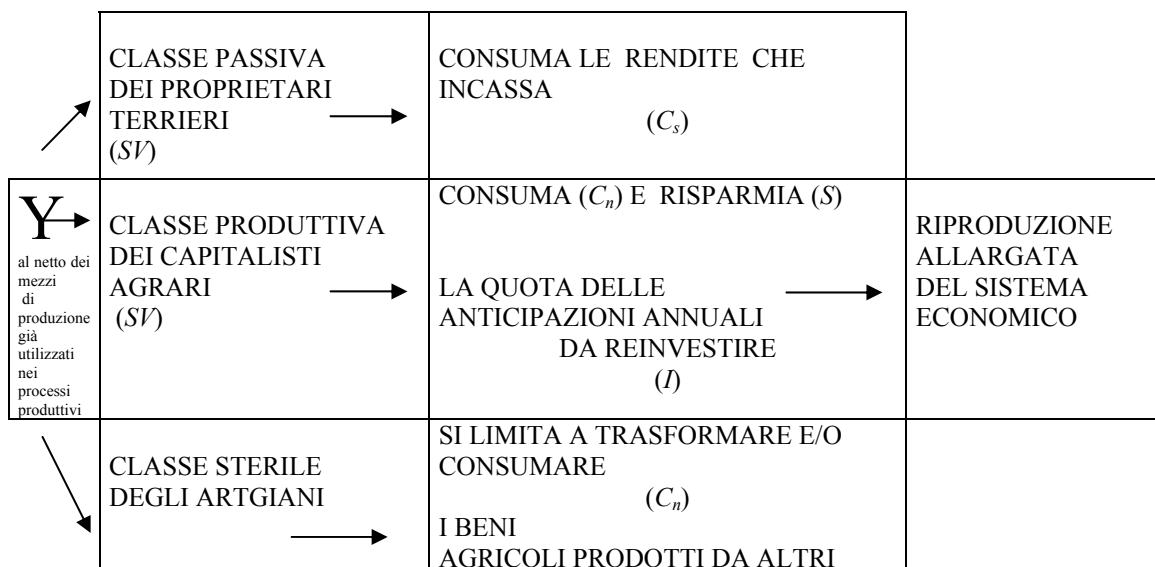 CLASSE PASSIVA
DEI PROPRIETARI
TERRIERI
(SV)
CONSUMA LE RENDITE CHE
INCASSA
(Cs)
Y
al netto dei
mezzi
di
produzione
già
utilizzati
nei
processi
produttivi
CLASSE PRODUTTIVA
DEI CAPITALISTI
AGRARI
(SV)
CONSUMA (Cn) E RISPARMIA (S)
LA QUOTA DELLE
ANTICIPAZIONI ANNUALI
DA REINVESTIRE
(I)
RIPRODUZIONE
ALLARGATA
DEL SISTEMA
ECONOMICO
CLASSE STERILE
DEGLI ARTGIANI
SI LIMITA A TRASFORMARE E/O
CONSUMARE
(Cn)
I BENI
AGRICOLI PRODOTTI DA ALTRI